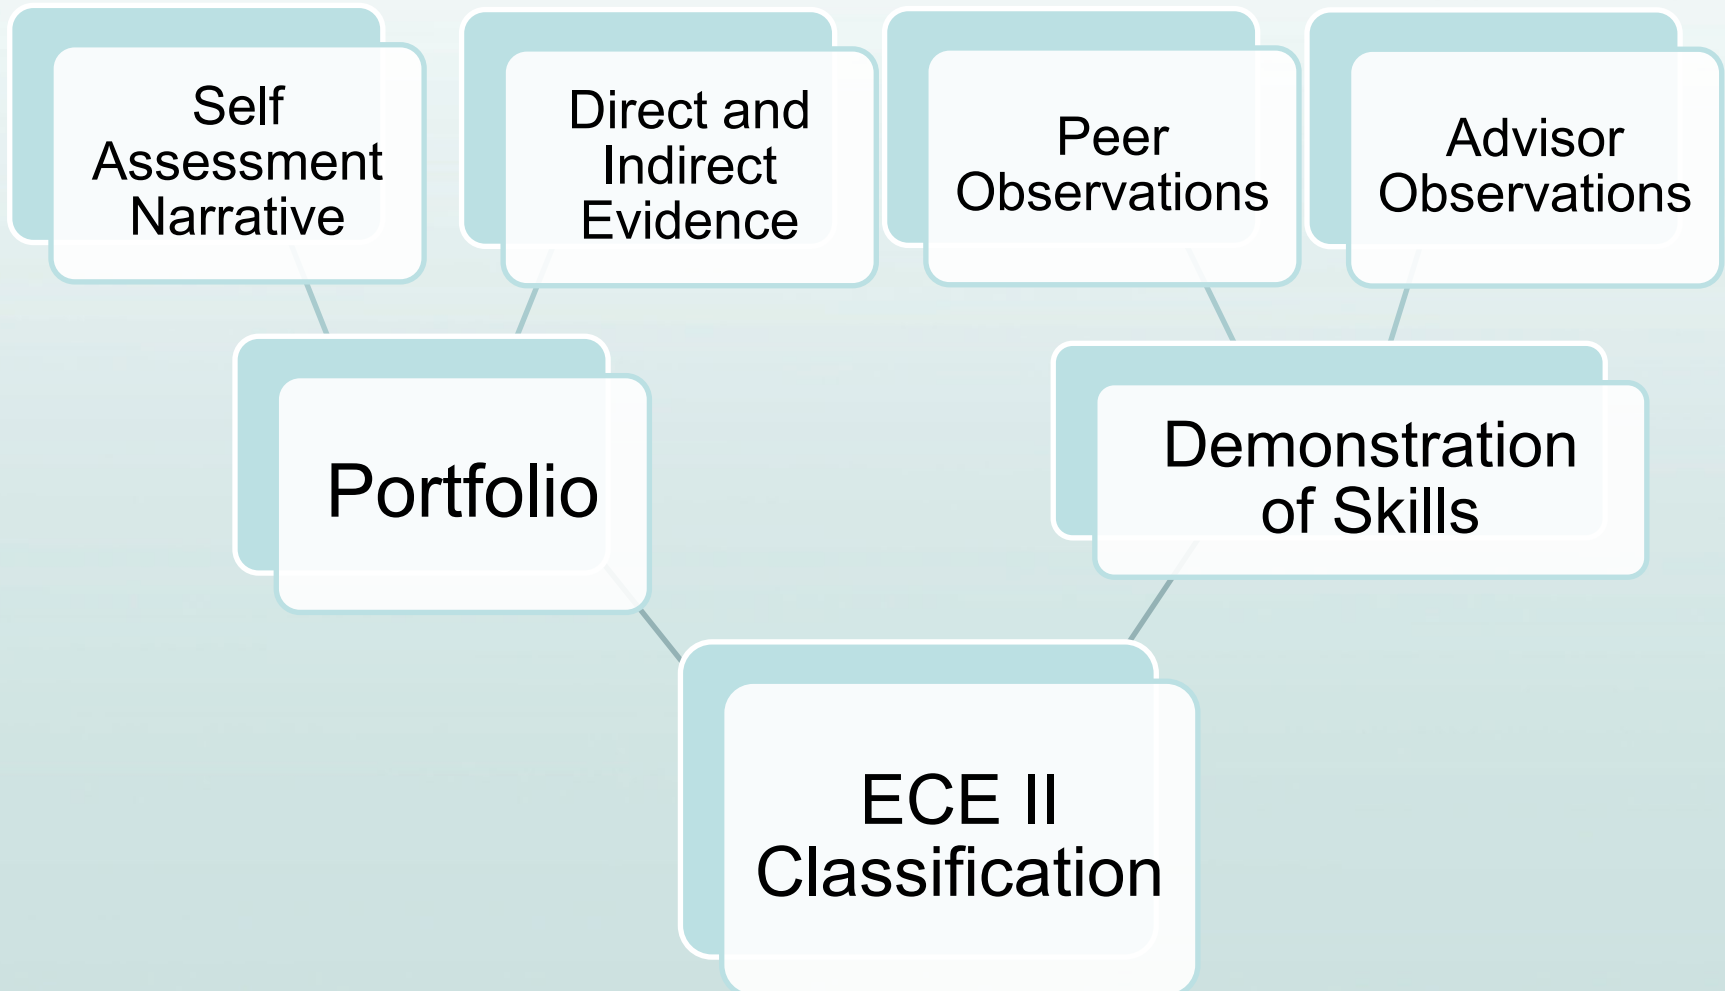 Self
Assessment
Narrative
Direct and
Indirect
Evidence
Peer
Observations
Advisor
Observations
Portfolio
Demonstration
of Skills
ECE II
Classification